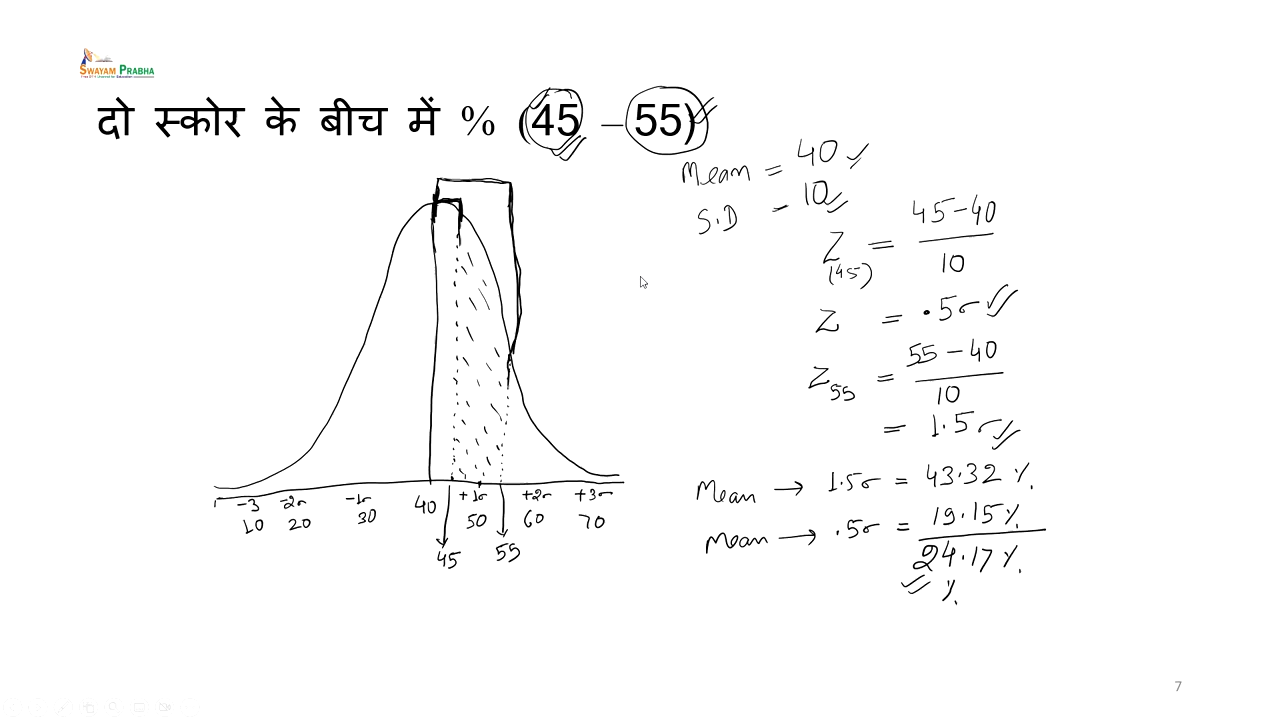 SWAYAM PRABHA
दो स्कोर के बीच में % (45 – 55)
Mean = 40
S.D = 10
Z(45) = 45-40
10
Z = .5σ
Z55 = 55-40
10
= 1.5σ
Mean → 1.5σ = 43.32 %
Mean → .5σ = 19.15%
24.17%
%
-3 -2σ -1σ 40 +1σ +2σ +3σ
10 20 30 50 60 70
45 55
7